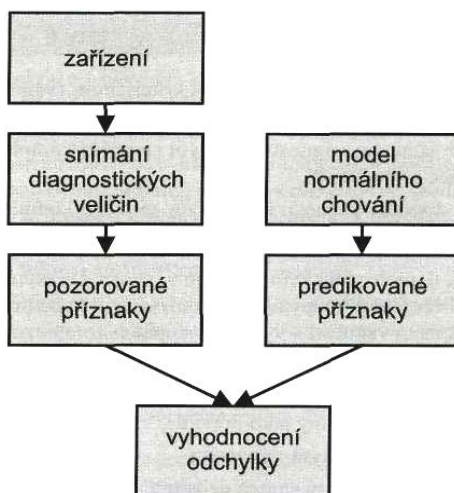 zařízení
snímání
diagnostických
veličin
model
normálního
chování
pozorované
příznaky
predikované
příznaky
vyhodnocení
odchylky